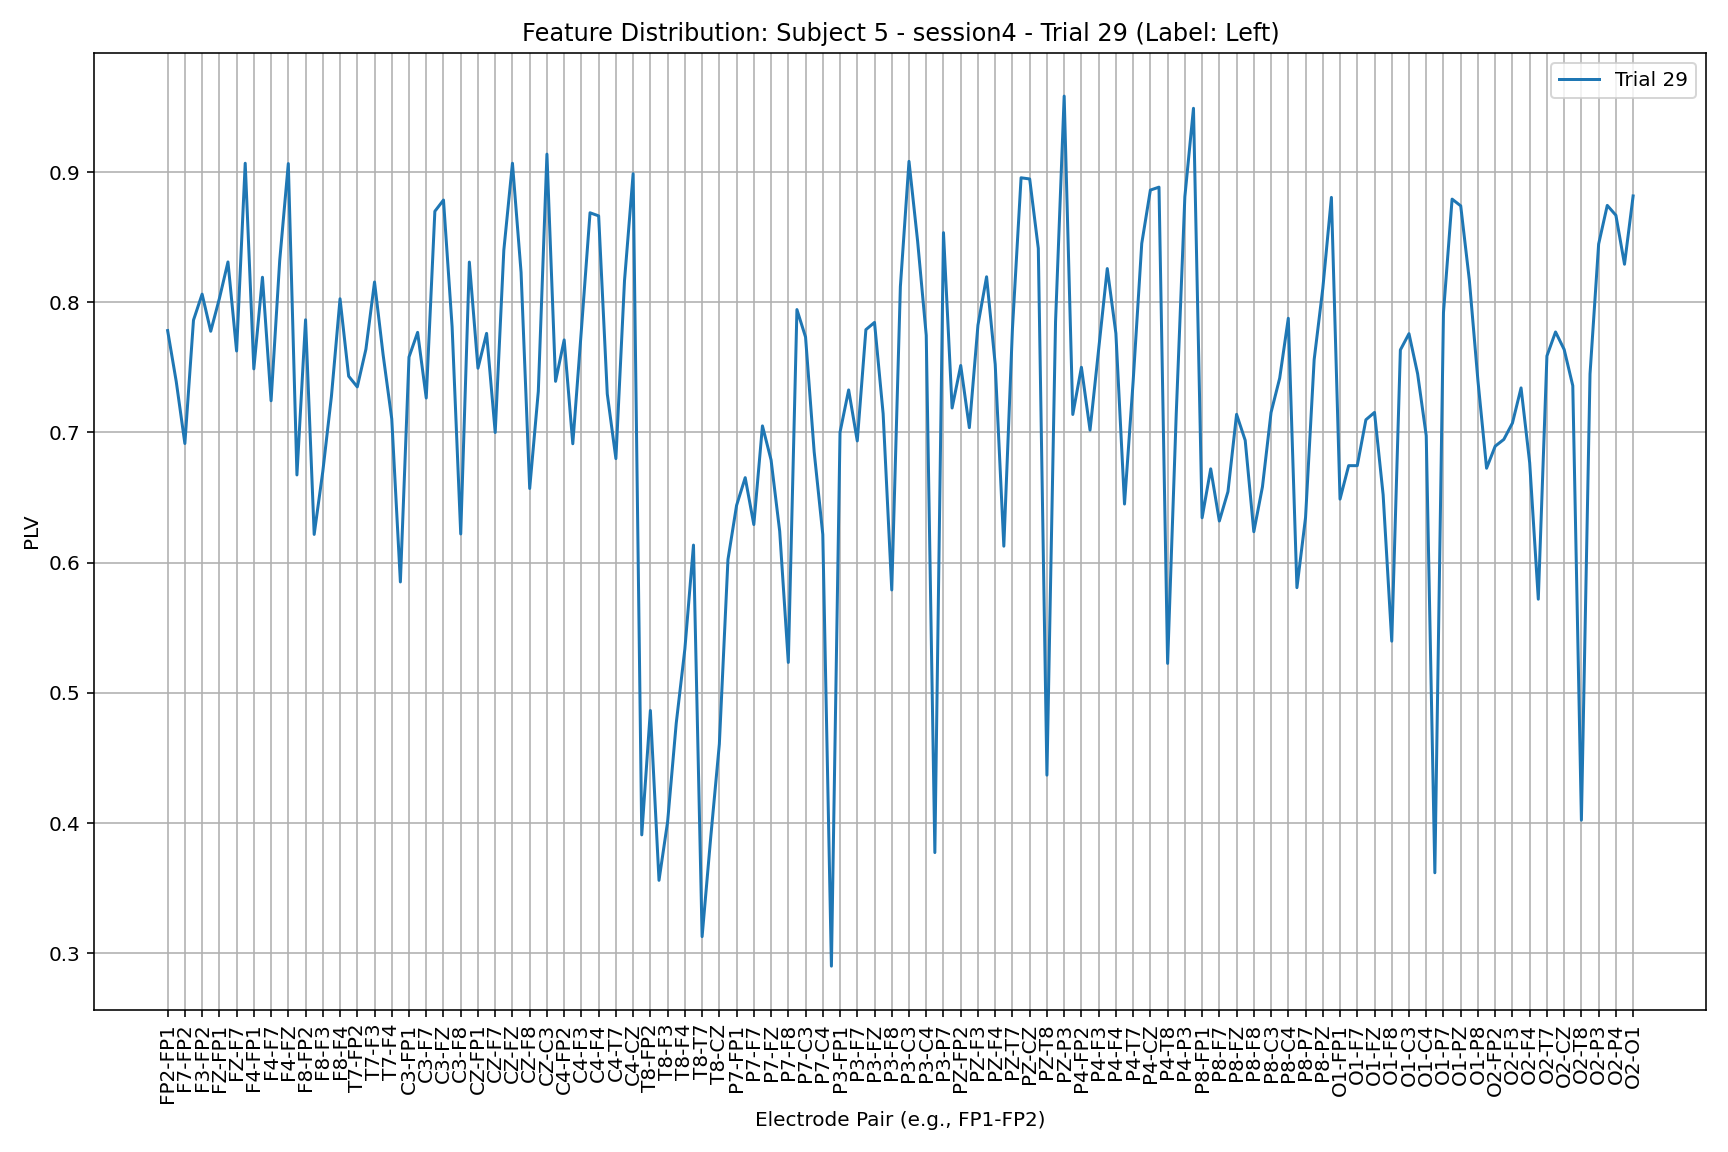 Feature Distribution: Subject 5 - session4 - Trial 29 (Label: Left)
Trial 29
PLV
0.9
0.8
0.7
0.6
0.5
0.4
0.3
FP2-FP1
F7-FP2
F3-FP2
FZ-FP1
FZ-F7
F4-FP1
F4-F7
F4-FZ
F8-FP2
F8-F3
F8-F4
T7-FP2
T7-F3
T7-F4
C3-FP1
C3-F7
C3-FZ
C3-F8
CZ-FP1
CZ-F7
CZ-FZ
CZ-F8
CZ-C3
C4-FP2
C4-F3
C4-F4
C4-T7
C4-CZ
T8-FP2
T8-F3
T8-F4
T8-T7
T8-CZ
P7-FP1
P7-F7
P7-FZ
P7-F8
P7-C3
P7-C4
P3-FP1
P3-F7
P3-FZ
P3-F8
P3-C3
P3-C4
P3-P7
PZ-FP2
PZ-F3
PZ-F4
PZ-T7
PZ-CZ
PZ-T8
PZ-P3
P4-FP2
P4-F3
P4-F4
P4-T7
P4-CZ
P4-T8
P4-P3
P8-FP1
P8-F7
P8-FZ
P8-F8
P8-C3
P8-C4
P8-P7
P8-PZ
O1-FP1
O1-F7
O1-FZ
O1-F8
O1-C3
O1-C4
O1-P7
O1-PZ
O1-P8
O2-FP2
O2-F3
O2-F4
O2-T7
O2-CZ
O2-T8
O2-P3
O2-P4
O2-O1
Electrode Pair (e.g., FP1-FP2)